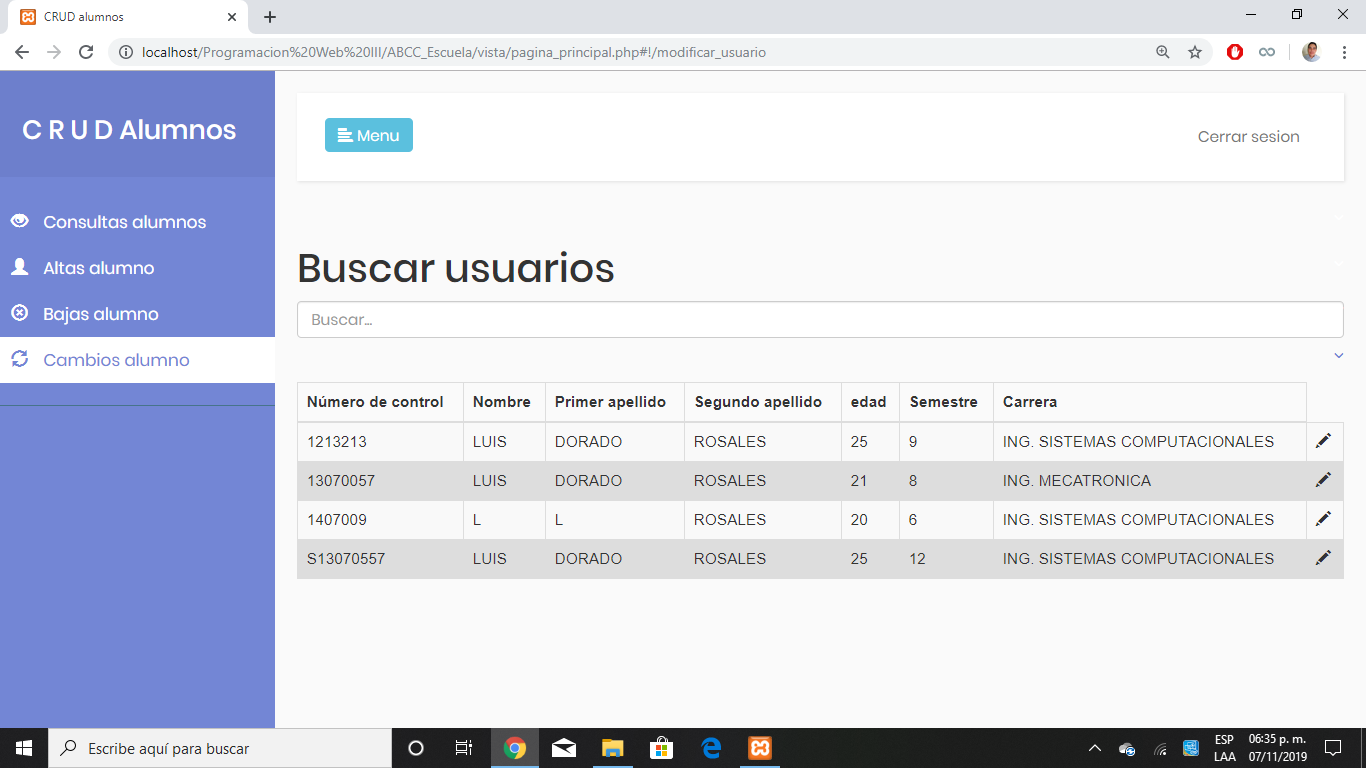 CRUD alumnos
localhost/Programacion%20Web%20III/ABCC_Escuela/vista/pagina_principal.php#!/modificar_usuario
C R U D Alumnos
Menu
Cerrar sesion
Consultas alumnos
Altas alumno
Bajas alumno
Cambios alumno
Buscar usuarios
Buscar...
Número de control Nombre Primer apellido Segundo apellido edad Semestre Carrera
1213213 LUIS DORADO ROSALES 25 9 ING. SISTEMAS COMPUTACIONALES
13070057 LUIS DORADO ROSALES 21 8 ING. MECATRONICA
1407009 L L ROSALES 20 6 ING. SISTEMAS COMPUTACIONALES
S13070557 LUIS DORADO ROSALES 25 12 ING. SISTEMAS COMPUTACIONALES
Escribe aquí para buscar
ESP
LAA
06:35 p. m.
07/11/2019